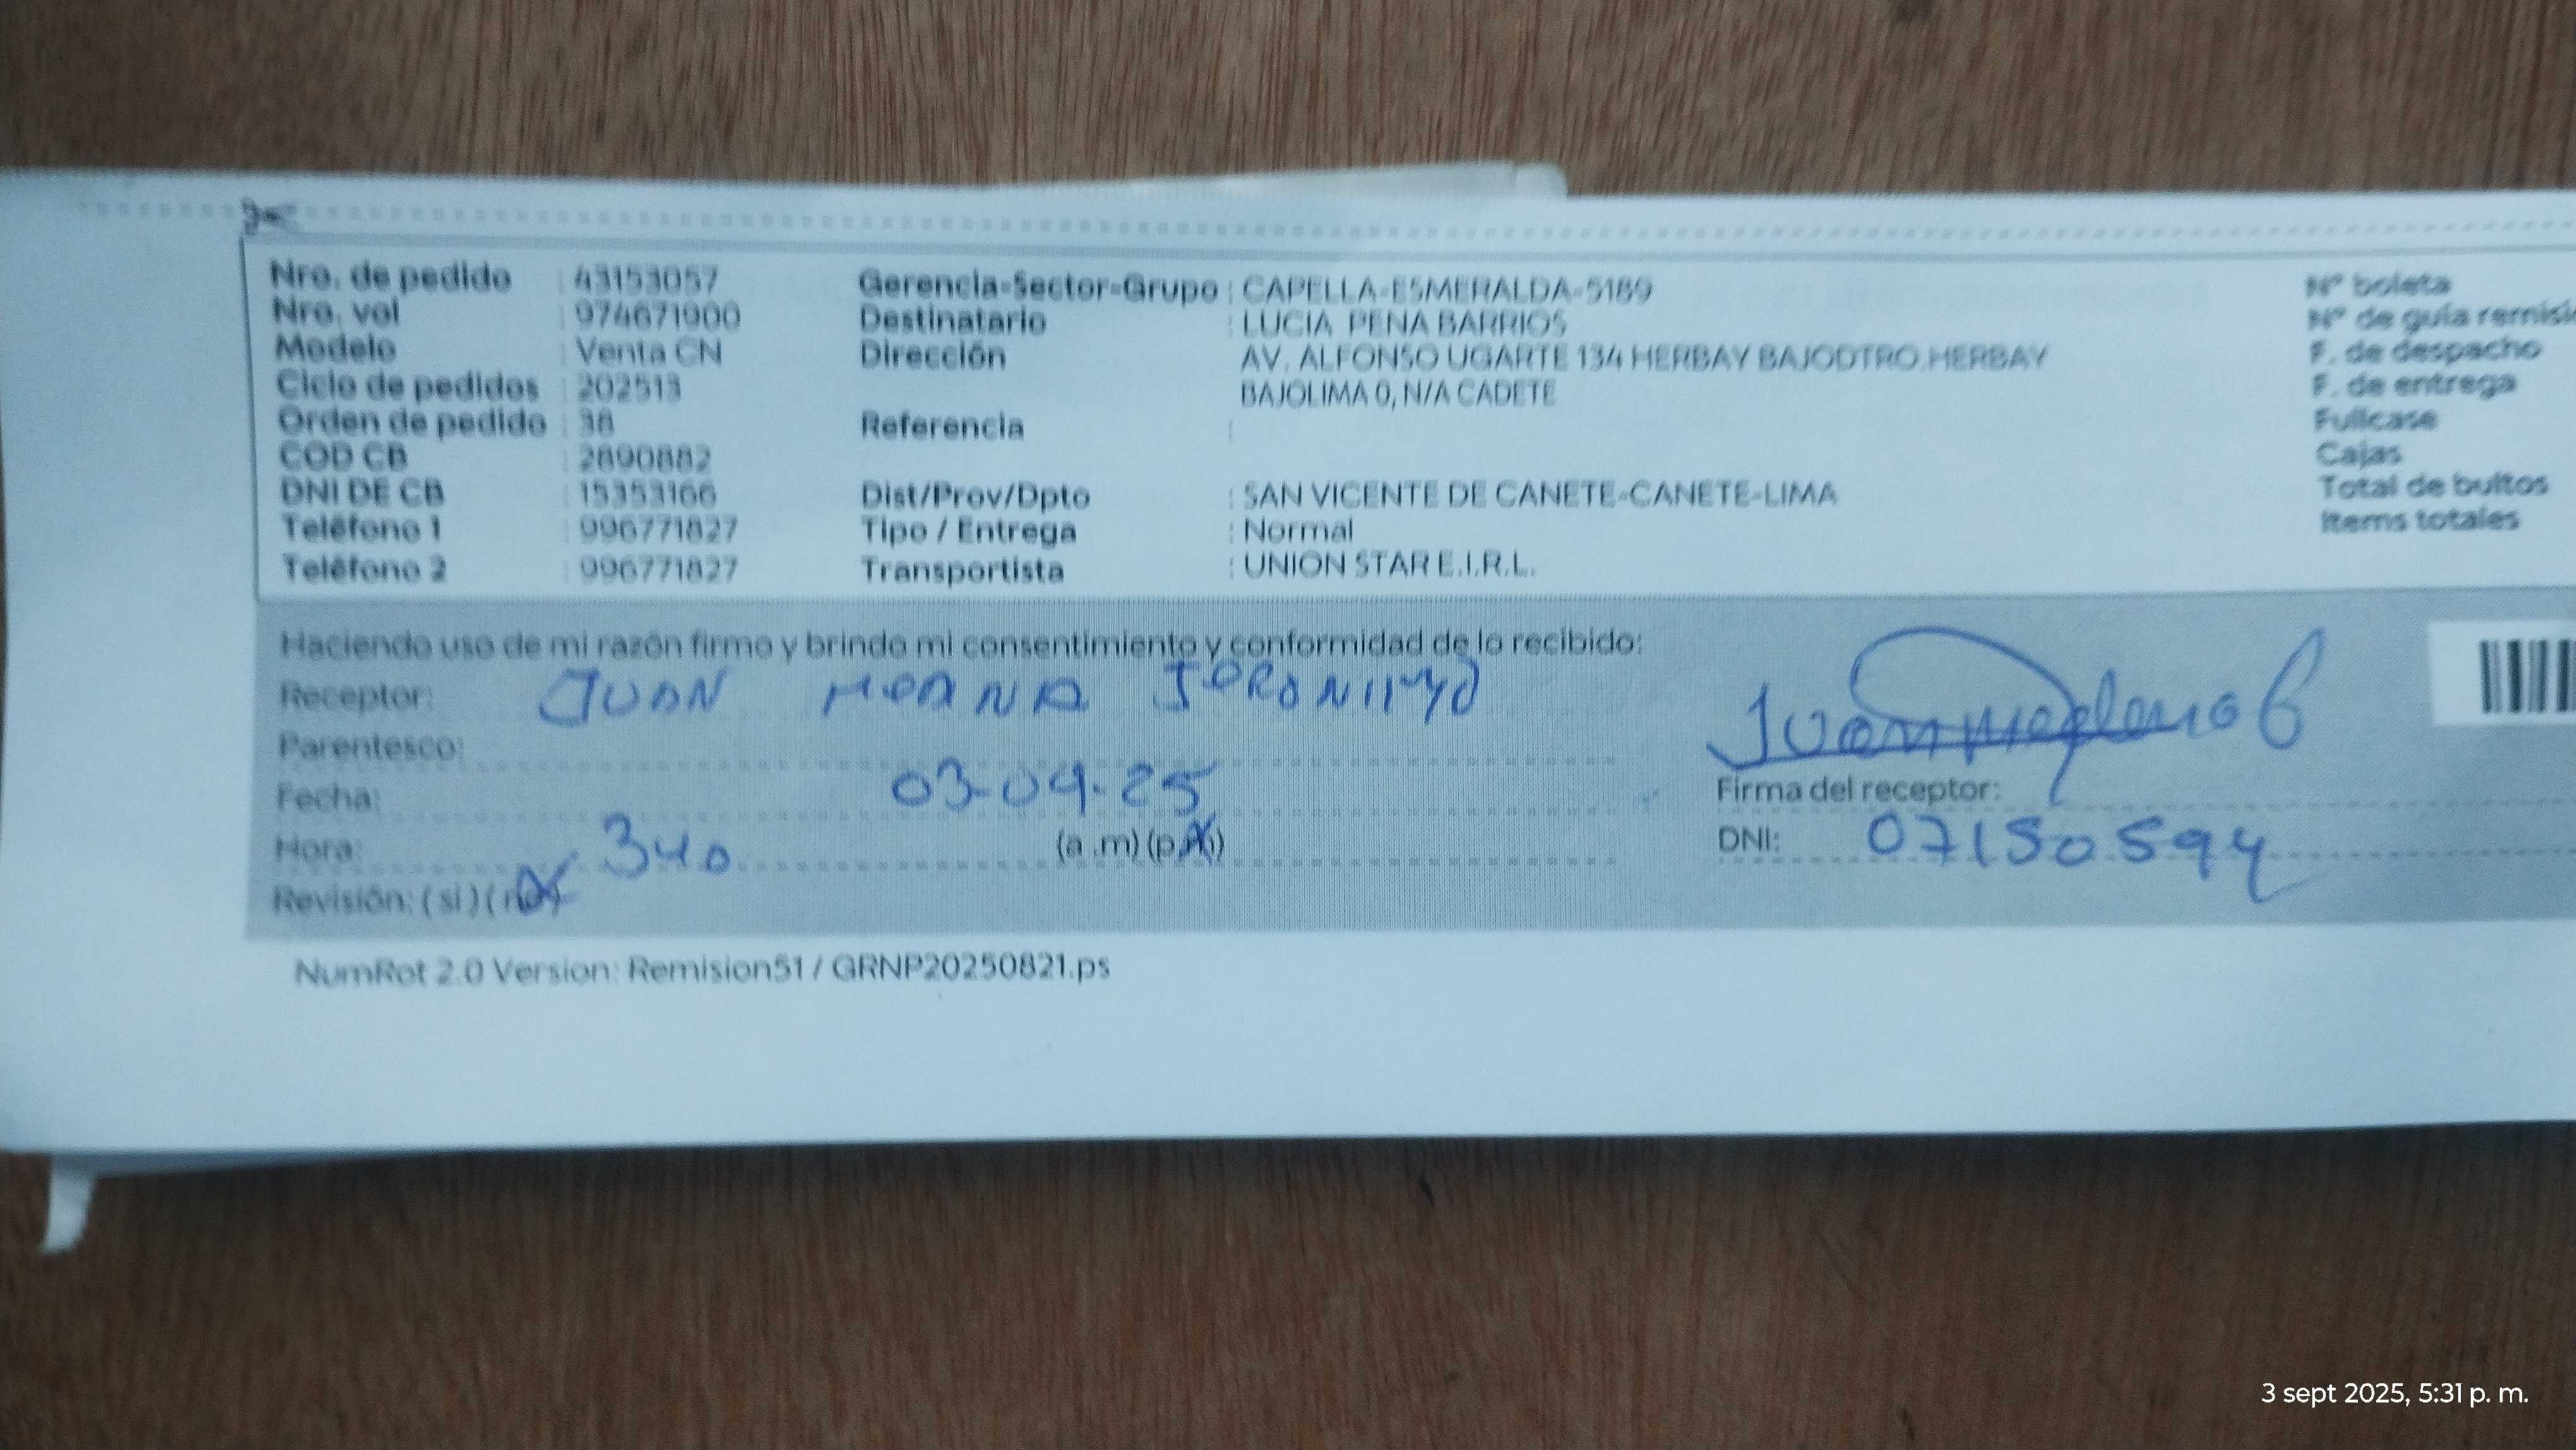 Nro. de pedido : 43153057 Gerencia-Sector-Grupo : CAPELLA-ESMERALDA-5189 N° boleta
Nro. vol : 974671900 Destinatario : LUCIA PENA BARRIOS N° de guía remisi
Modelo : Venta CN Dirección AV. ALFONSO UGARTE 134 HERBAY BAJODTRO.HERBAY F. de despacho
Ciclo de pedidos : 202513 BAJOLIMA 0, N/A CADETE F. de entrega
Orden de pedido : 38 Referencia : Fullcase
COD CB : 2890882 Cajas
DNI DE CB : 15353166 Dist/Prov/Dpto : SAN VICENTE DE CANETE-CANETE-LIMA Total de bultos
Teléfono 1 : 996771827 Tipo / Entrega : Normal Items totales
Teléfono 2 : 996771827 Transportista : UNION STAR E.I.R.L.
Haciendo uso de mi razón firmo y brindo mi consentimiento y conformidad de lo recibido:
Receptor: JUAN
Parentesco:
Fecha: 03-09-25 Firma del receptor:
Hora: 340 (a .m) (p.m) DNI: 07150594
Revisión: ( si ) ( no )
NumRot 2.0 Version: Remision51 / GRNP20250821.ps
3 sept 2025, 5:31 p. m.